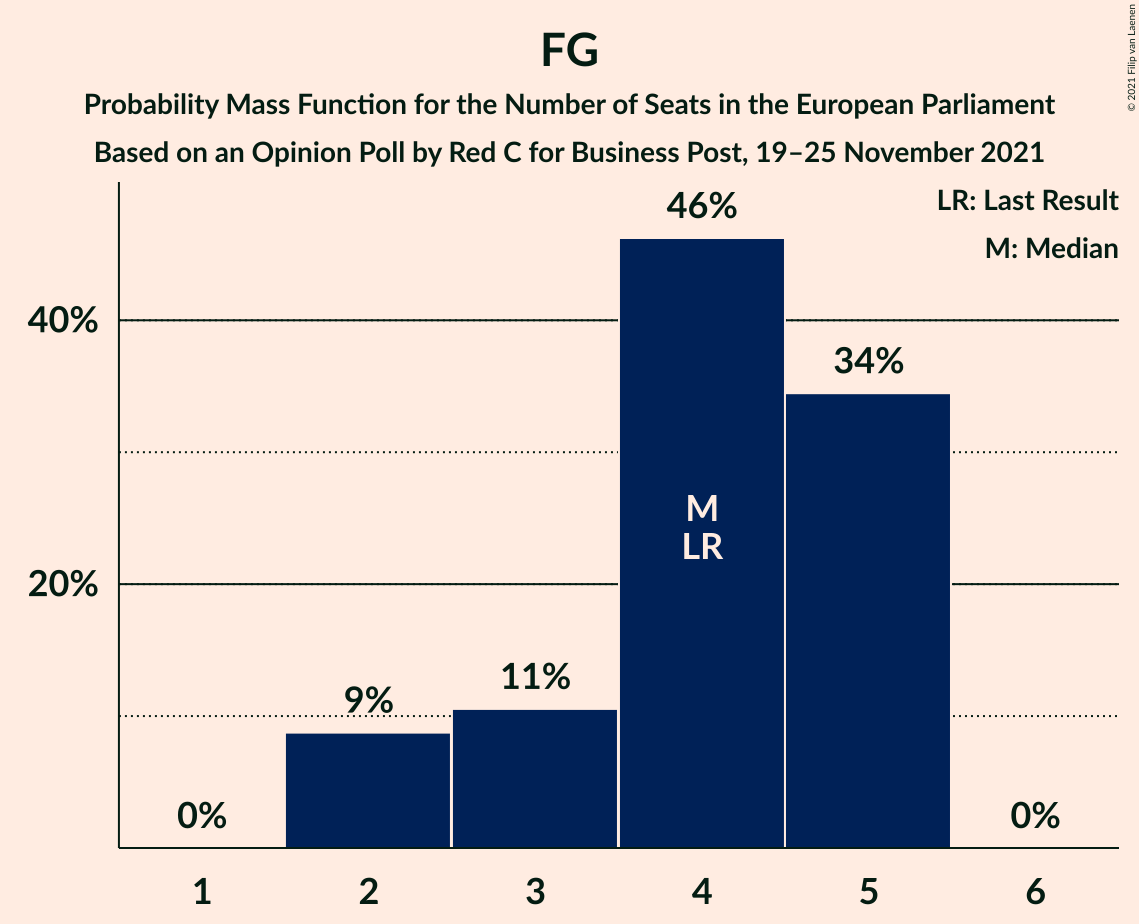 FG
Probability Mass Function for the Number of Seats in the European Parliament
Based on an Opinion Poll by Red C for Business Post, 19–25 November 2021
© 2021 Filip van Laenen
LR: Last Result
M: Median
46%
40%
34%
M
LR
20%
11%
9%
0%
0%
1
2
3
4
5
6